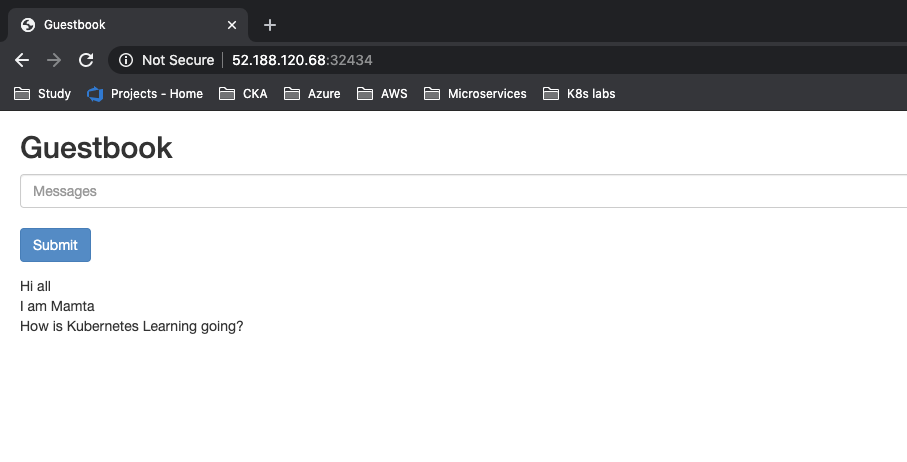 Guestbook
Not Secure 52.188.120.68:32434
Study Projects - Home CKA Azure AWS Microservices K8s labs
Guestbook
Messages
Submit
Hi all
I am Mamta
How is Kubernetes Learning going?